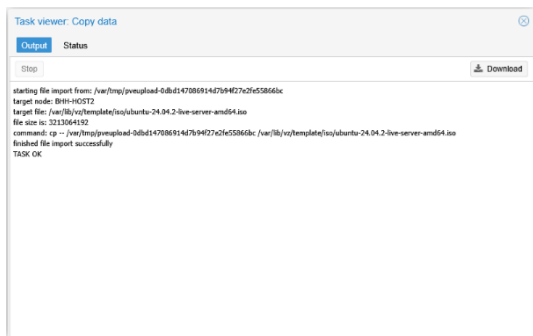 Task viewer: Copy data
Output Status
Stop Download
starting file import from: /var/tmp/pveupload-0dbd147086914d7b94f27e2fe55866bc
target node: BHH-HOST2
target file: /var/lib/vz/template/iso/ubuntu-24.04.2-live-server-amd64.iso
file size is: 3213064192
command: cp -- /var/tmp/pveupload-0dbd147086914d7b94f27e2fe55866bc /var/lib/vz/template/iso/ubuntu-24.04.2-live-server-amd64.iso
finished file import successfully
TASK OK